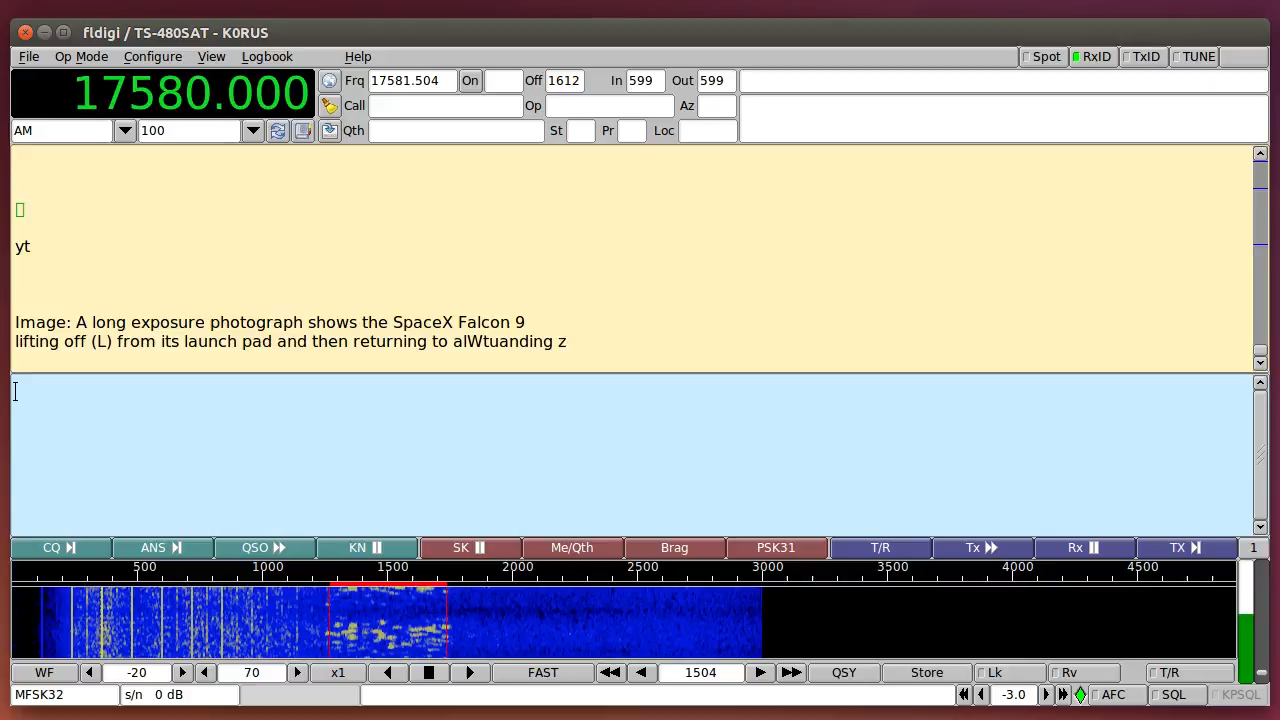 fldigi / TS-480SAT - K0RUS
File Op Mode Configure View Logbook Help Spot RxID TxID TUNE
17580.000
Frq 17581.504 On Off 1612 In 599 Out 599
Call Op Az
AM 100 Qth St Pr Loc
yt
Image: A long exposure photograph shows the SpaceX Falcon 9
lifting off (L) from its launch pad and then returning to alWtuanding z
CQ ANS QSO KN SK Me/Qth Brag PSK31 T/R Tx Rx TX 1
500 1000 1500 2000 2500 3000 3500 4000 4500
WF -20 70 x1 FAST 1504 QSY Store Lk Rv T/R
MFSK32 s/n 0 dB -3.0 AFC SQL KPSQL